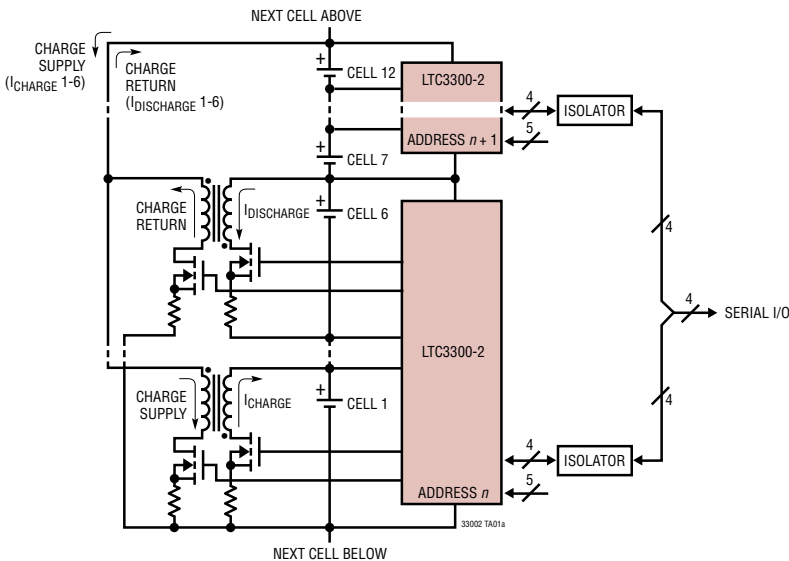 NEXT CELL ABOVE
CHARGE
SUPPLY
(ICHARGE 1-6)
CHARGE
RETURN
(IDISCHARGE 1-6)
+
CELL 12
LTC3300-2
4
ISOLATOR
ADDRESS n + 1
5
+
CELL 7
CHARGE
RETURN
IDISCHARGE
+
CELL 6
4
4
SERIAL I/O
LTC3300-2
CHARGE
SUPPLY
ICHARGE
+
CELL 1
4
4
ISOLATOR
ADDRESS n
5
33002 TA01a
NEXT CELL BELOW